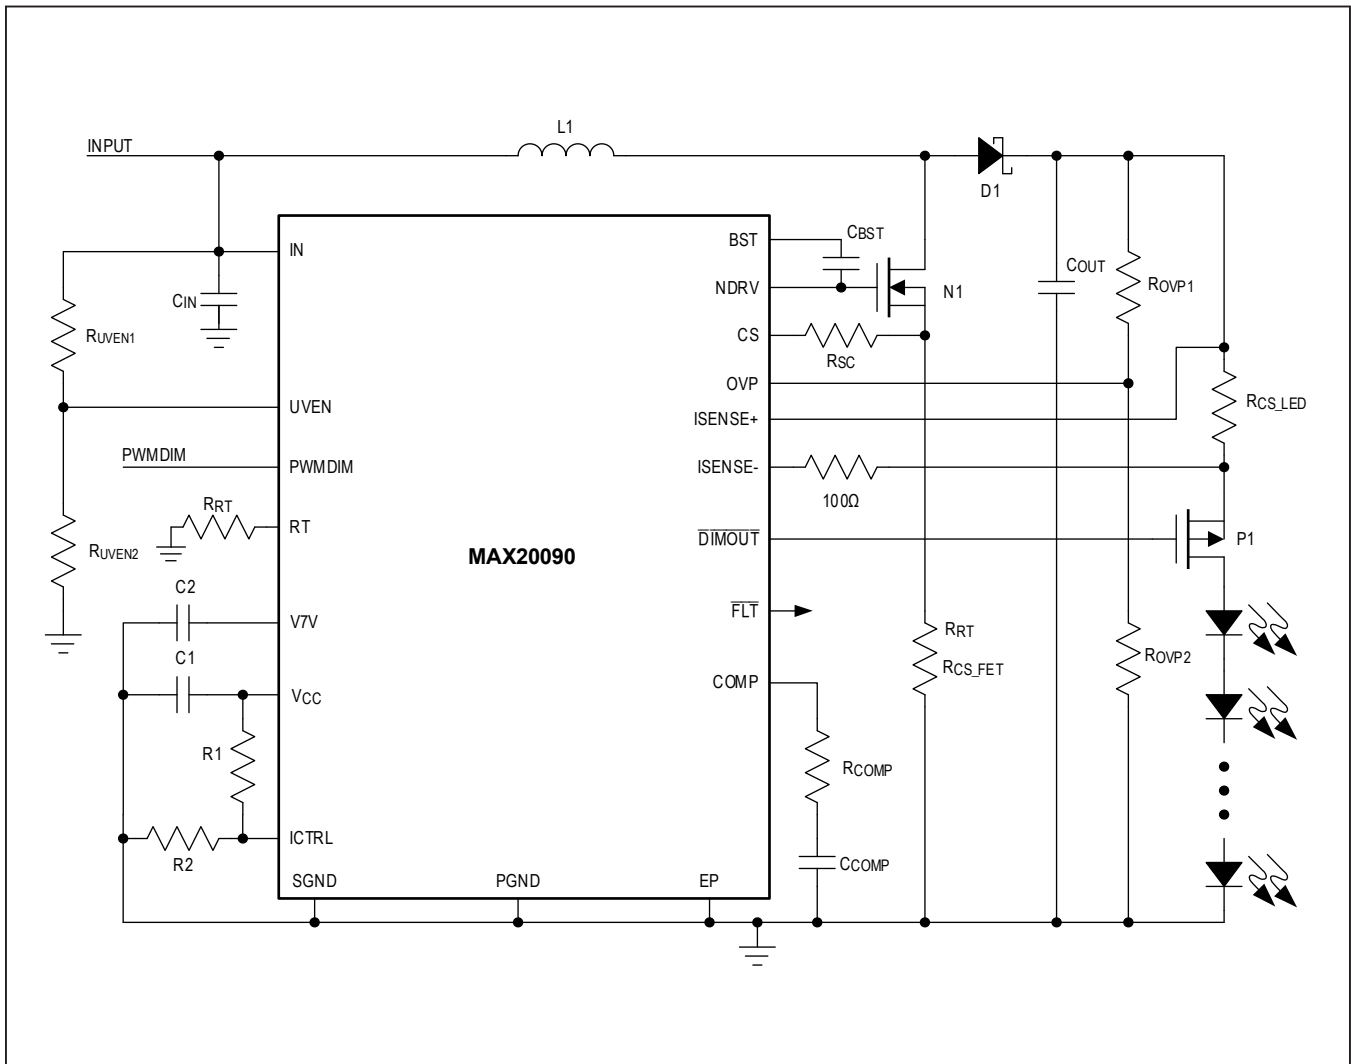 L1
INPUT
D1
IN
BST
CBST
CIN
NDRV
N1
COUT
ROVP1
RUVEN1
CS
RSC
OVP
UVEN
ISENSE+
RCS_LED
PWMDIM
PWMDIM
ISENSE-
100Ω
RRT
RT
DIMOUT
P1
RUVEN2
MAX20090
C2
V7V
FLT
C1
RRT
RCS_FET
ROVP2
VCC
COMP
R1
RCOMP
ICTRL
R2
CCOMP
SGND
PGND
EP